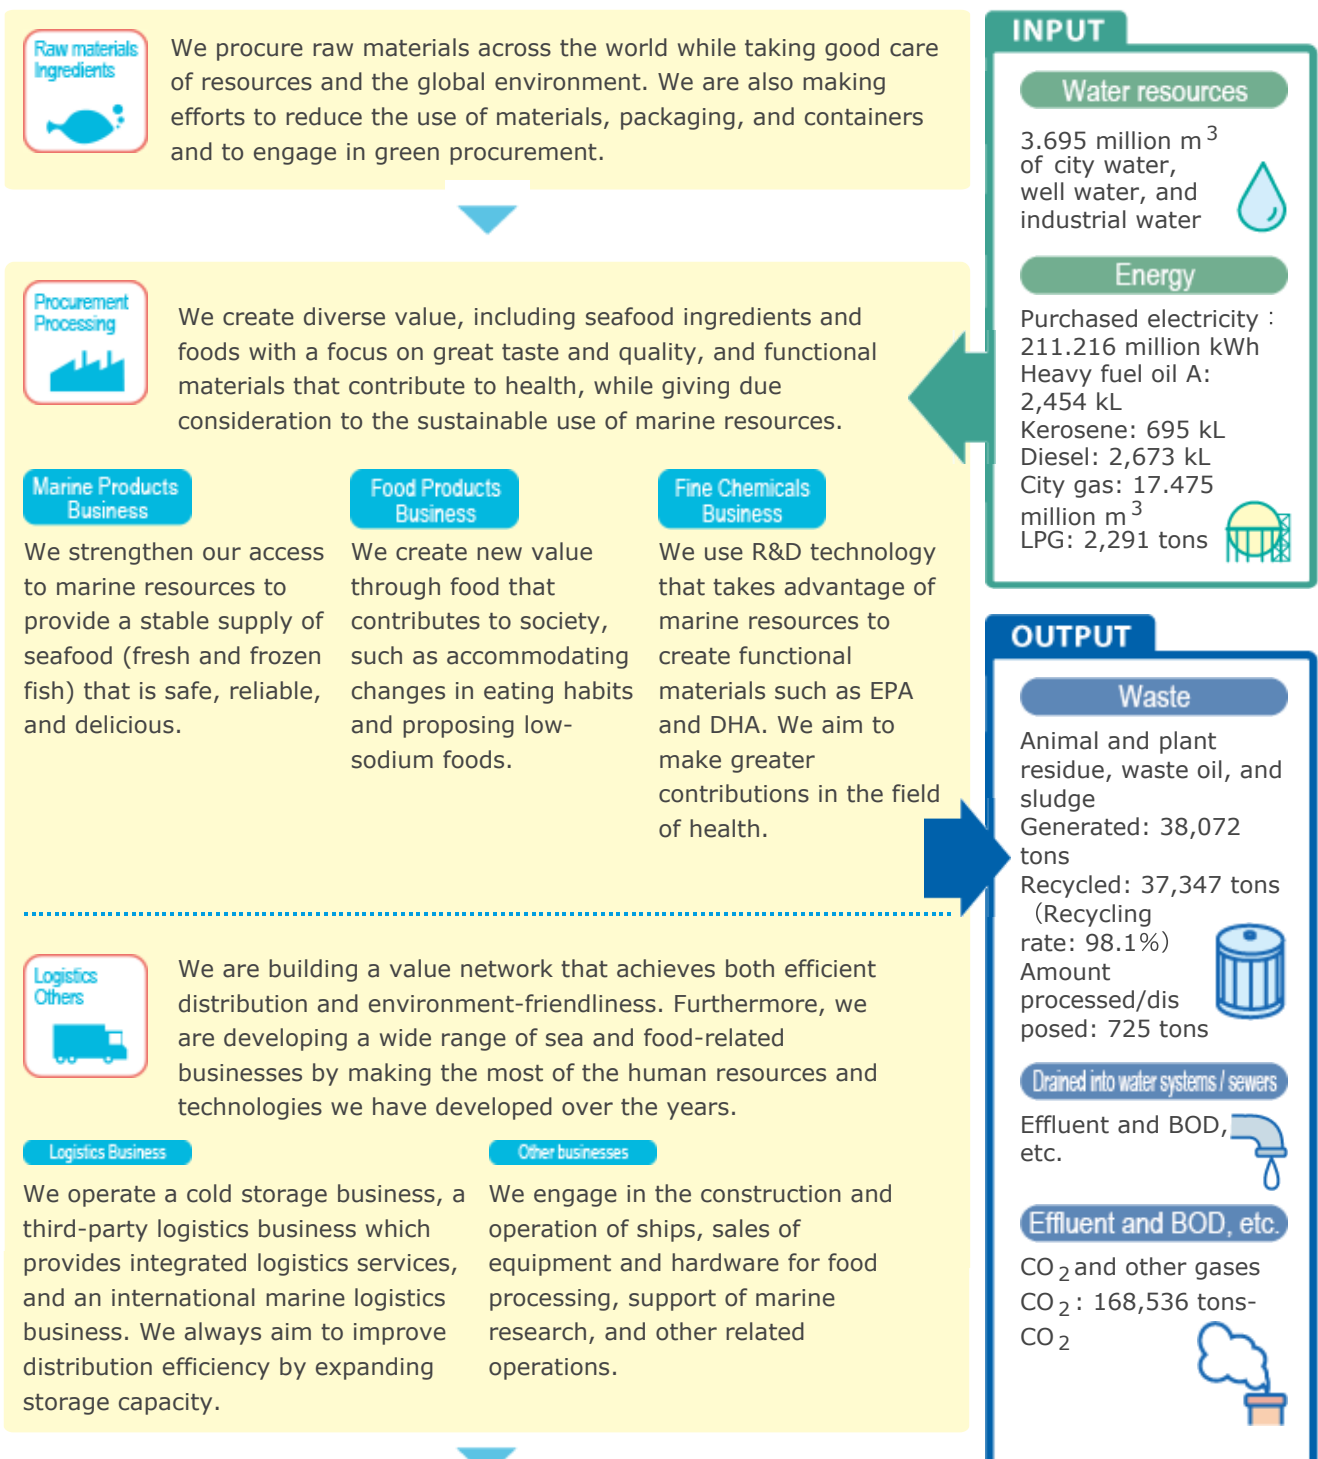 Raw materials
Ingredients
We procure raw materials across the world while taking good care
of resources and the global environment. We are also making
efforts to reduce the use of materials, packaging, and containers
and to engage in green procurement.
Procurement
Processing
We create diverse value, including seafood ingredients and
foods with a focus on great taste and quality, and functional
materials that contribute to health, while giving due
consideration to the sustainable use of marine resources.
Marine Products
Business
We strengthen our access
to marine resources to
provide a stable supply of
seafood (fresh and frozen
fish) that is safe, reliable,
and delicious.
Food Products
Business
We create new value
through food that
contributes to society,
such as accommodating
changes in eating habits
and proposing low-
sodium foods.
Fine Chemicals
Business
We use R&D technology
that takes advantage of
marine resources to
create functional
materials such as EPA
and DHA. We aim to
make greater
contributions in the field
of health.
Logistics
Others
We are building a value network that achieves both efficient
distribution and environment-friendliness. Furthermore, we
are developing a wide range of sea and food-related
businesses by making the most of the human resources and
technologies we have developed over the years.
Logistics Business
We operate a cold storage business, a
third-party logistics business which
provides integrated logistics services,
and an international marine logistics
business. We always aim to improve
distribution efficiency by expanding
storage capacity.
Other businesses
We engage in the construction and
operation of ships, sales of
equipment and hardware for food
processing, support of marine
research, and other related
operations.
INPUT
Water resources
3.695 million m3
of city water,
well water, and
industrial water
Energy
Purchased electricity：
211.216 million kWh
Heavy fuel oil A:
2,454 kL
Kerosene: 695 kL
Diesel: 2,673 kL
City gas: 17.475
million m3
LPG: 2,291 tons
OUTPUT
Waste
Animal and plant
residue, waste oil, and
sludge
Generated: 38,072
tons
Recycled: 37,347 tons
（Recycling
rate: 98.1%）
Amount
processed/dis
posed: 725 tons
Drained into water systems / sewers
Effluent and BOD,
etc.
Effluent and BOD, etc.
CO2 and other gases
CO2: 168,536 tons-
CO2